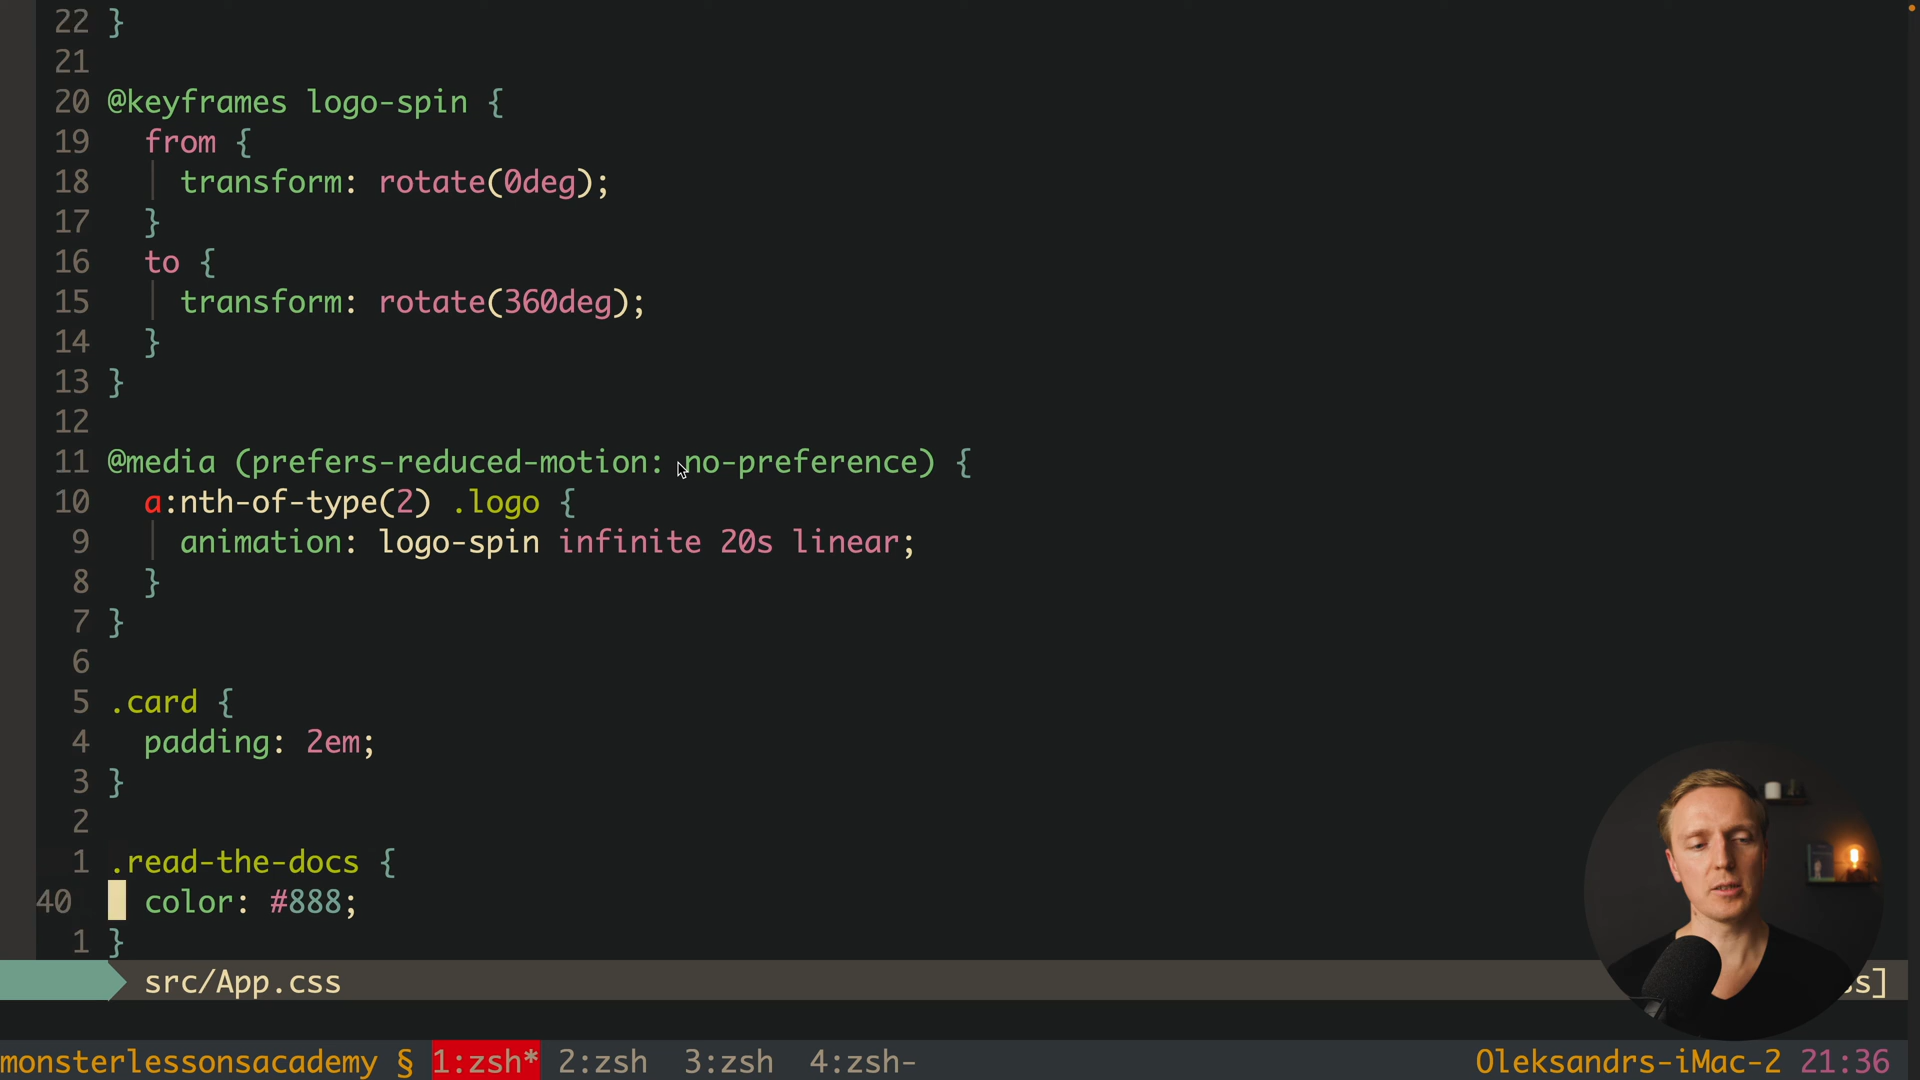 22 }
21
20 @keyframes logo-spin {
19 from {
18 transform: rotate(0deg);
17 }
16 to {
15 transform: rotate(360deg);
14 }
13 }
12
11 @media (prefers-reduced-motion: no-preference) {
10 a:nth-of-type(2) .logo {
9 animation: logo-spin infinite 20s linear;
8 }
7 }
6
5 .card {
4 padding: 2em;
3 }
2
1 .read-the-docs {
40 color: #888;
1 }
src/App.css s]
monsterlessonsacademy § 1:zsh* 2:zsh 3:zsh 4:zsh- Oleksandrs-iMac-2 21:36